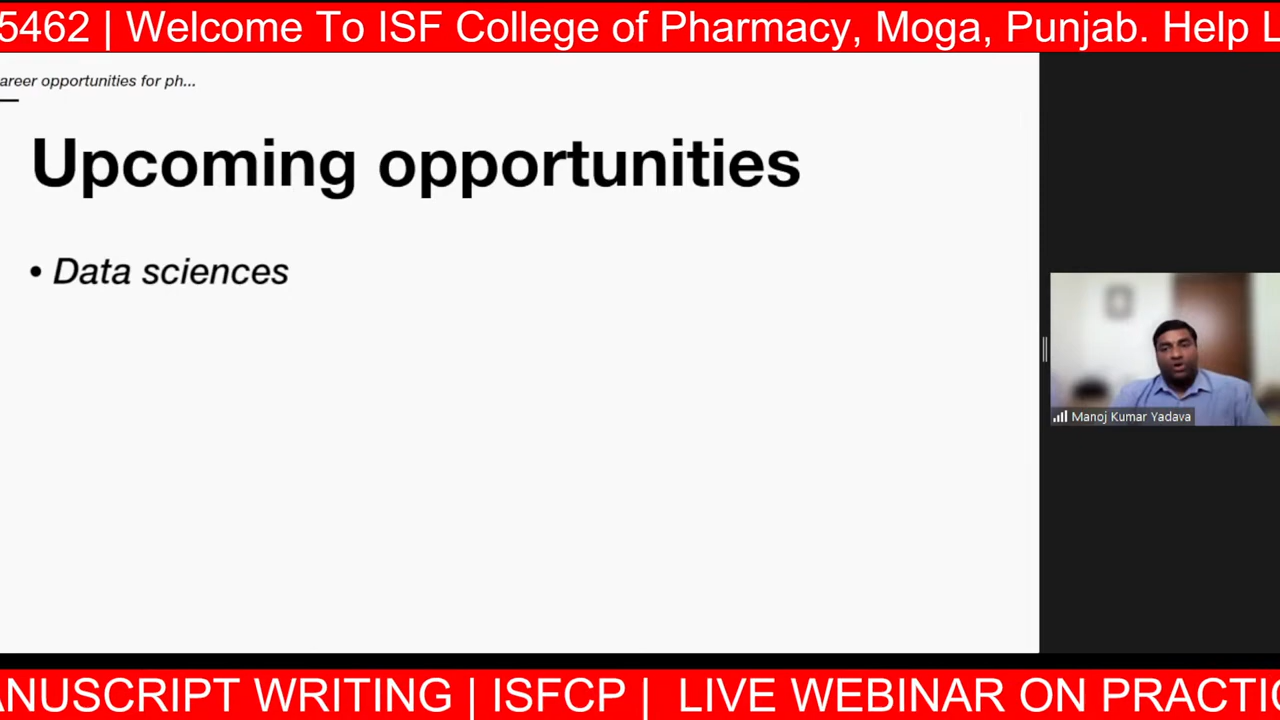 5462 | Welcome To ISF College of Pharmacy, Moga, Punjab. Help L
areer opportunities for ph...
Upcoming opportunities
• Data sciences
Manoj Kumar Yadava
ANUSCRIPT WRITING | ISFCP | LIVE WEBINAR ON PRACTIC